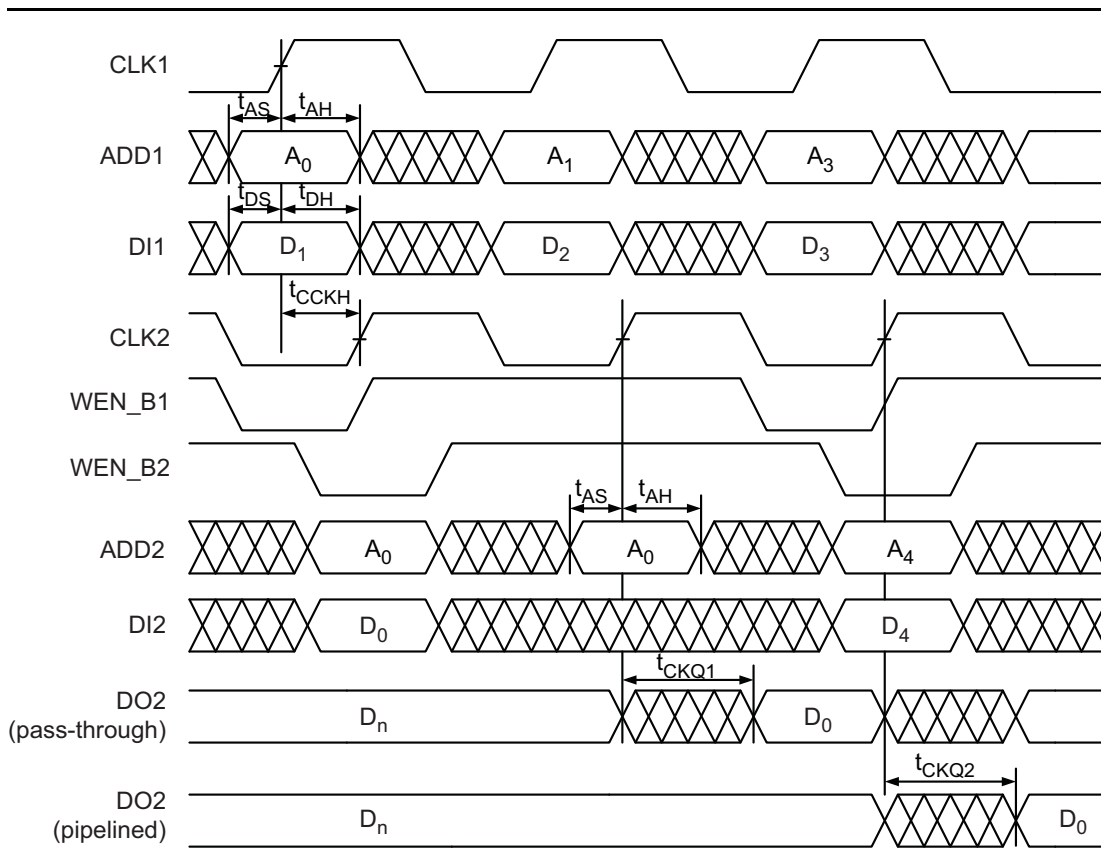 CLK1
tAS tAH
ADD1 A0 A1 A3
tDS tDH
DI1 D1 D2 D3
tCCKH
CLK2
WEN_B1
WEN_B2
tAS tAH
ADD2 A0 A0 A4
DI2 D0 D4
tCKQ1
DO2
(pass-through)
Dn D0
tCKQ2
DO2
(pipelined)
Dn D0